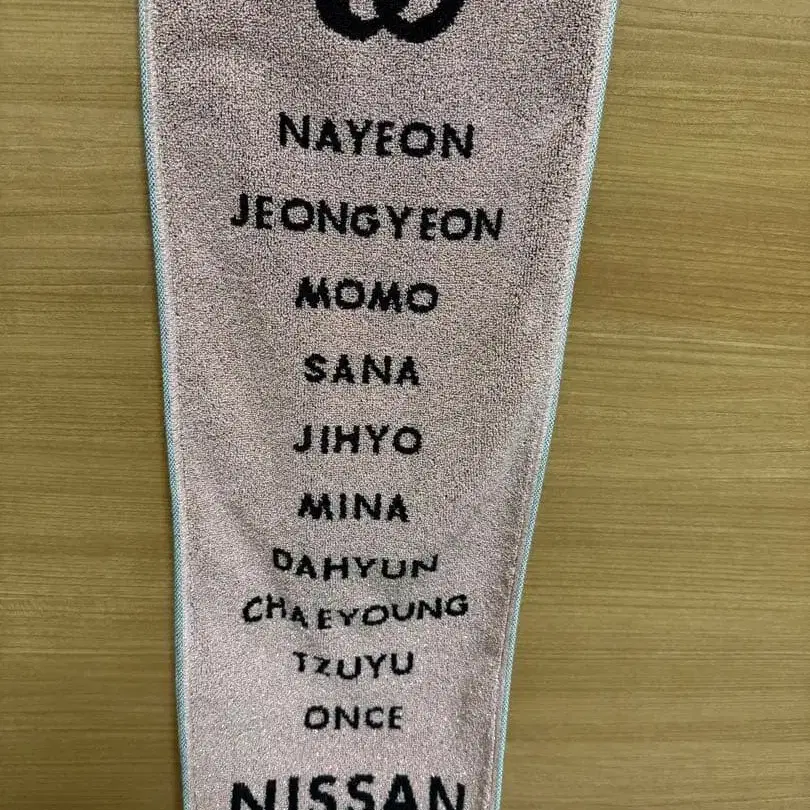 NAYEON
JEONGYEON
MOMO
SANA
JIHYO
MINA
DAHYUN
CHAEYOUNG
TZUYU
ONCE
NISSAN